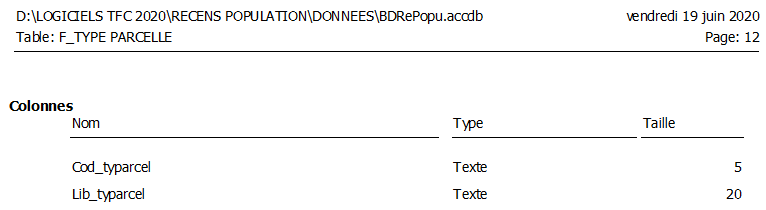 D:\LOGICIELS TFC 2020\RECENS POPULATION\DONNEES\BDRePopu.accdb vendredi 19 juin 2020
Table: F_TYPE PARCELLE Page: 12
Colonnes
Nom Type Taille
Cod_typarcel Texte 5
Lib_typarcel Texte 20